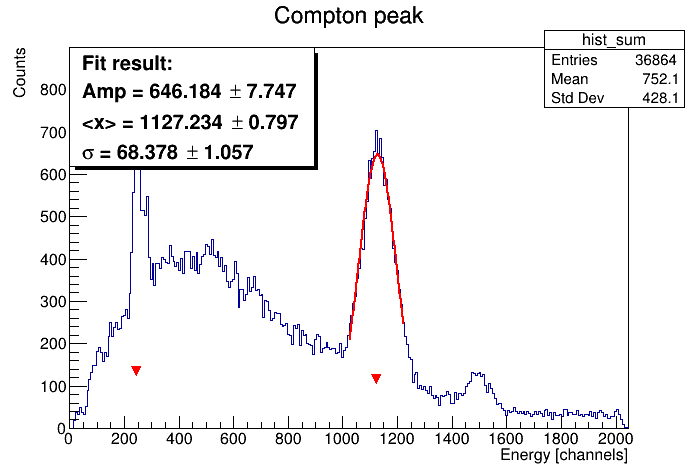 Compton peak
hist_sum
Entries 36864
Mean 752.1
Std Dev 428.1
Fit result:
Amp = 646.184 ± 7.747
<x> = 1127.234 ± 0.797
σ = 68.378 ± 1.057
Counts
800
700
600
500
400
300
200
100
0
0 200 400 600 800 1000 1200 1400 1600 1800 2000
Energy [channels]